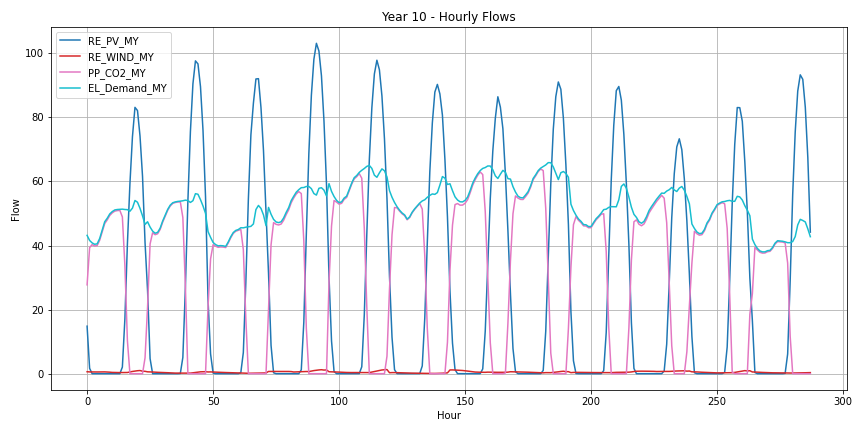 Year 10 - Hourly Flows
RE_PV_MY
RE_WIND_MY
PP_CO2_MY
EL_Demand_MY
Flow
100
80
60
40
20
0
0 50 100 150 200 250 300
Hour